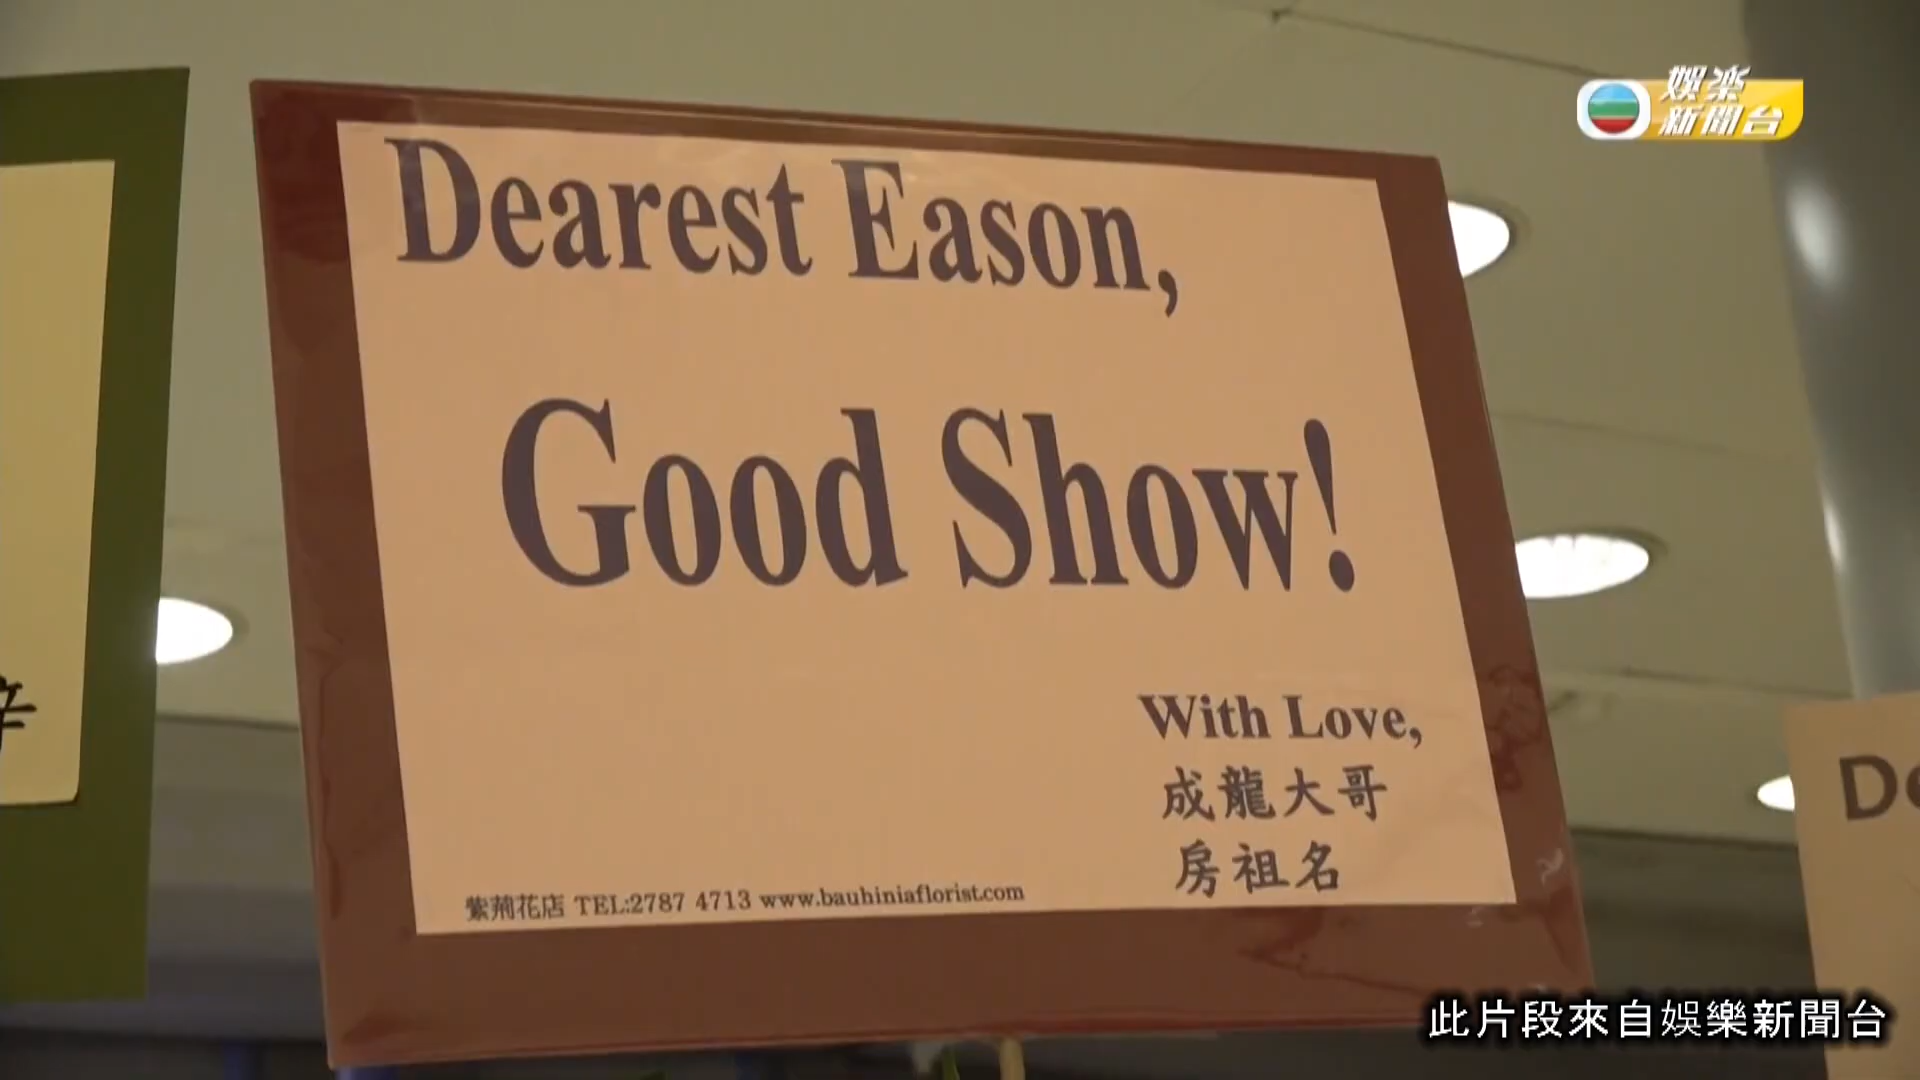 娛樂
新聞台
Dearest Eason,
Good Show!
With Love,
成龍大哥
房祖名
紫荊花店 TEL:2787 4713 www.bauhiniaflorist.com
此片段來自娛樂新聞台